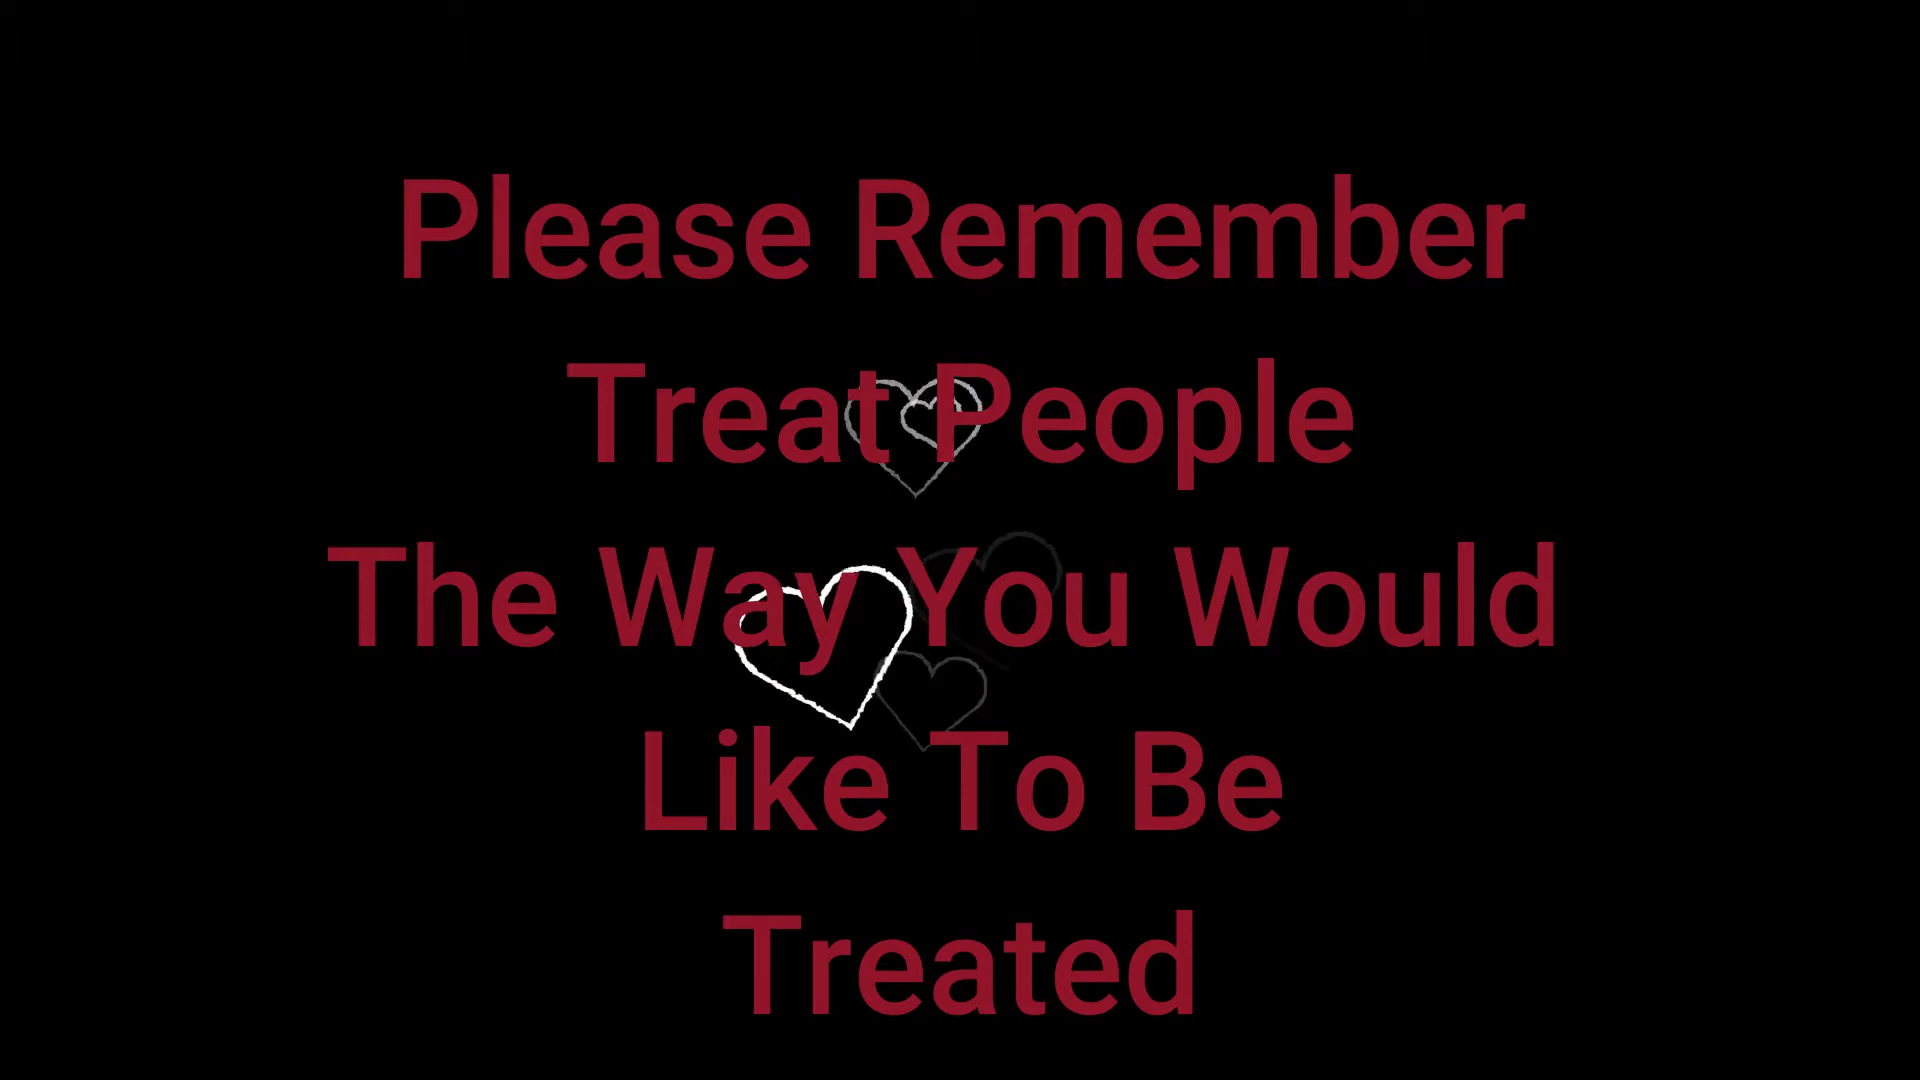 Please Remember
Treat People
The Way You Would
Like To Be
Treated